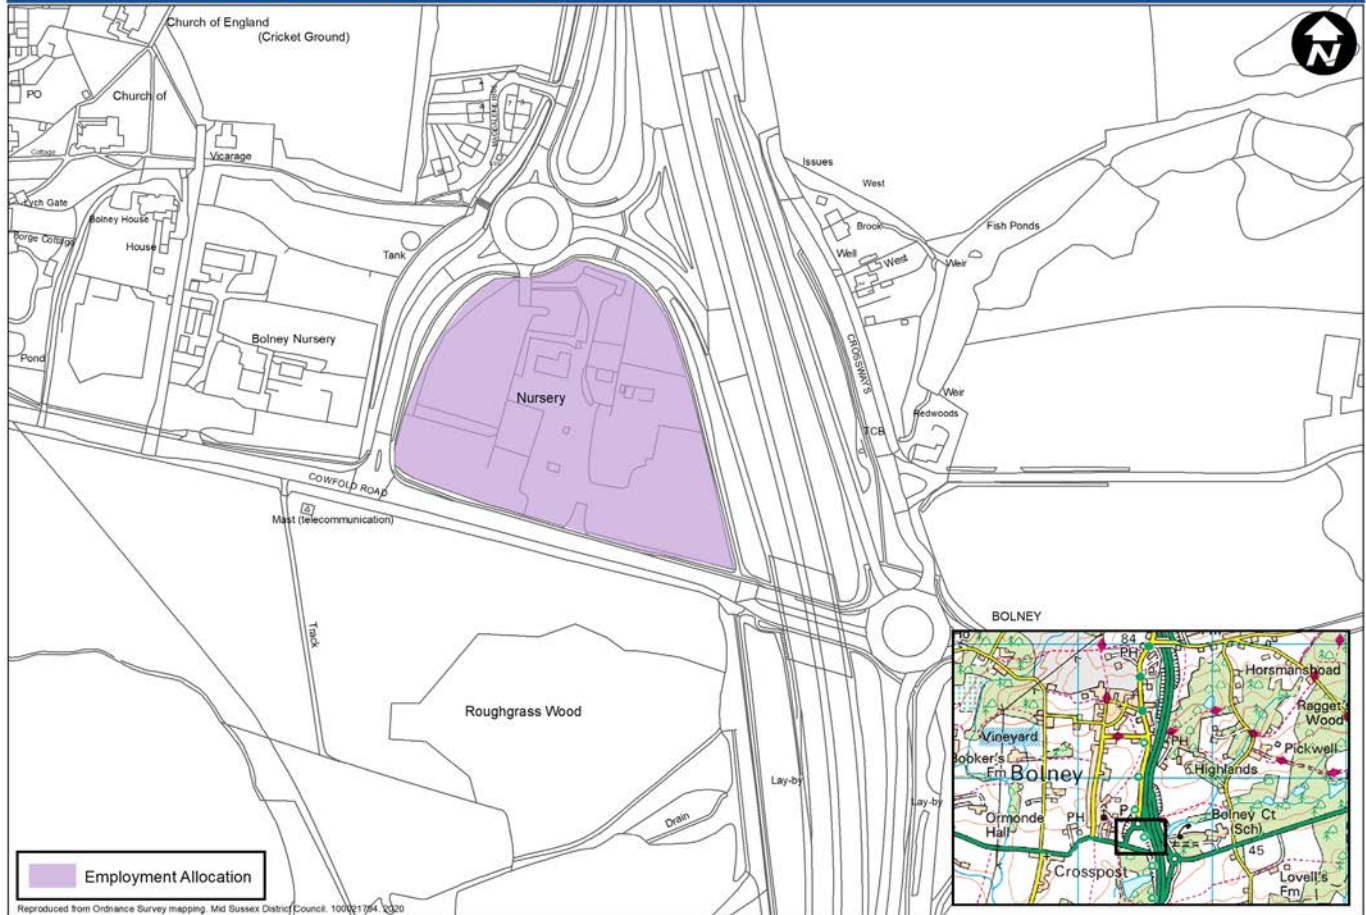 Church of England
(Cricket Ground)
N
PO
Church of
Cottage
Vicarage
Issues
West
Lych Gate
Bolney House
House
Forge Cottage
Tank
Brook
Fish Ponds
Well
West
Weir
Bolney Nursery
Pond
CROSSWAYS
Nursery
Weir
Redwoods
TCB
COWFOLD ROAD
Mast (telecommunication)
Track
BOLNEY
Roughgrass Wood
Lay-by
Lay-by
Drain
84
PH
Horsmanshoad
Ragget's
Wood
Vineyard
PH
Pickwell
Booker's
Fm
Bolney
Highlands
Ormonde
Hall
PH
P
Bolney Ct
(Sch)
45
Crosspost
Lovell's
Fm
Employment Allocation
Reproduced from Ordnance Survey mapping. Mid Sussex District Council. 100021794. 2020